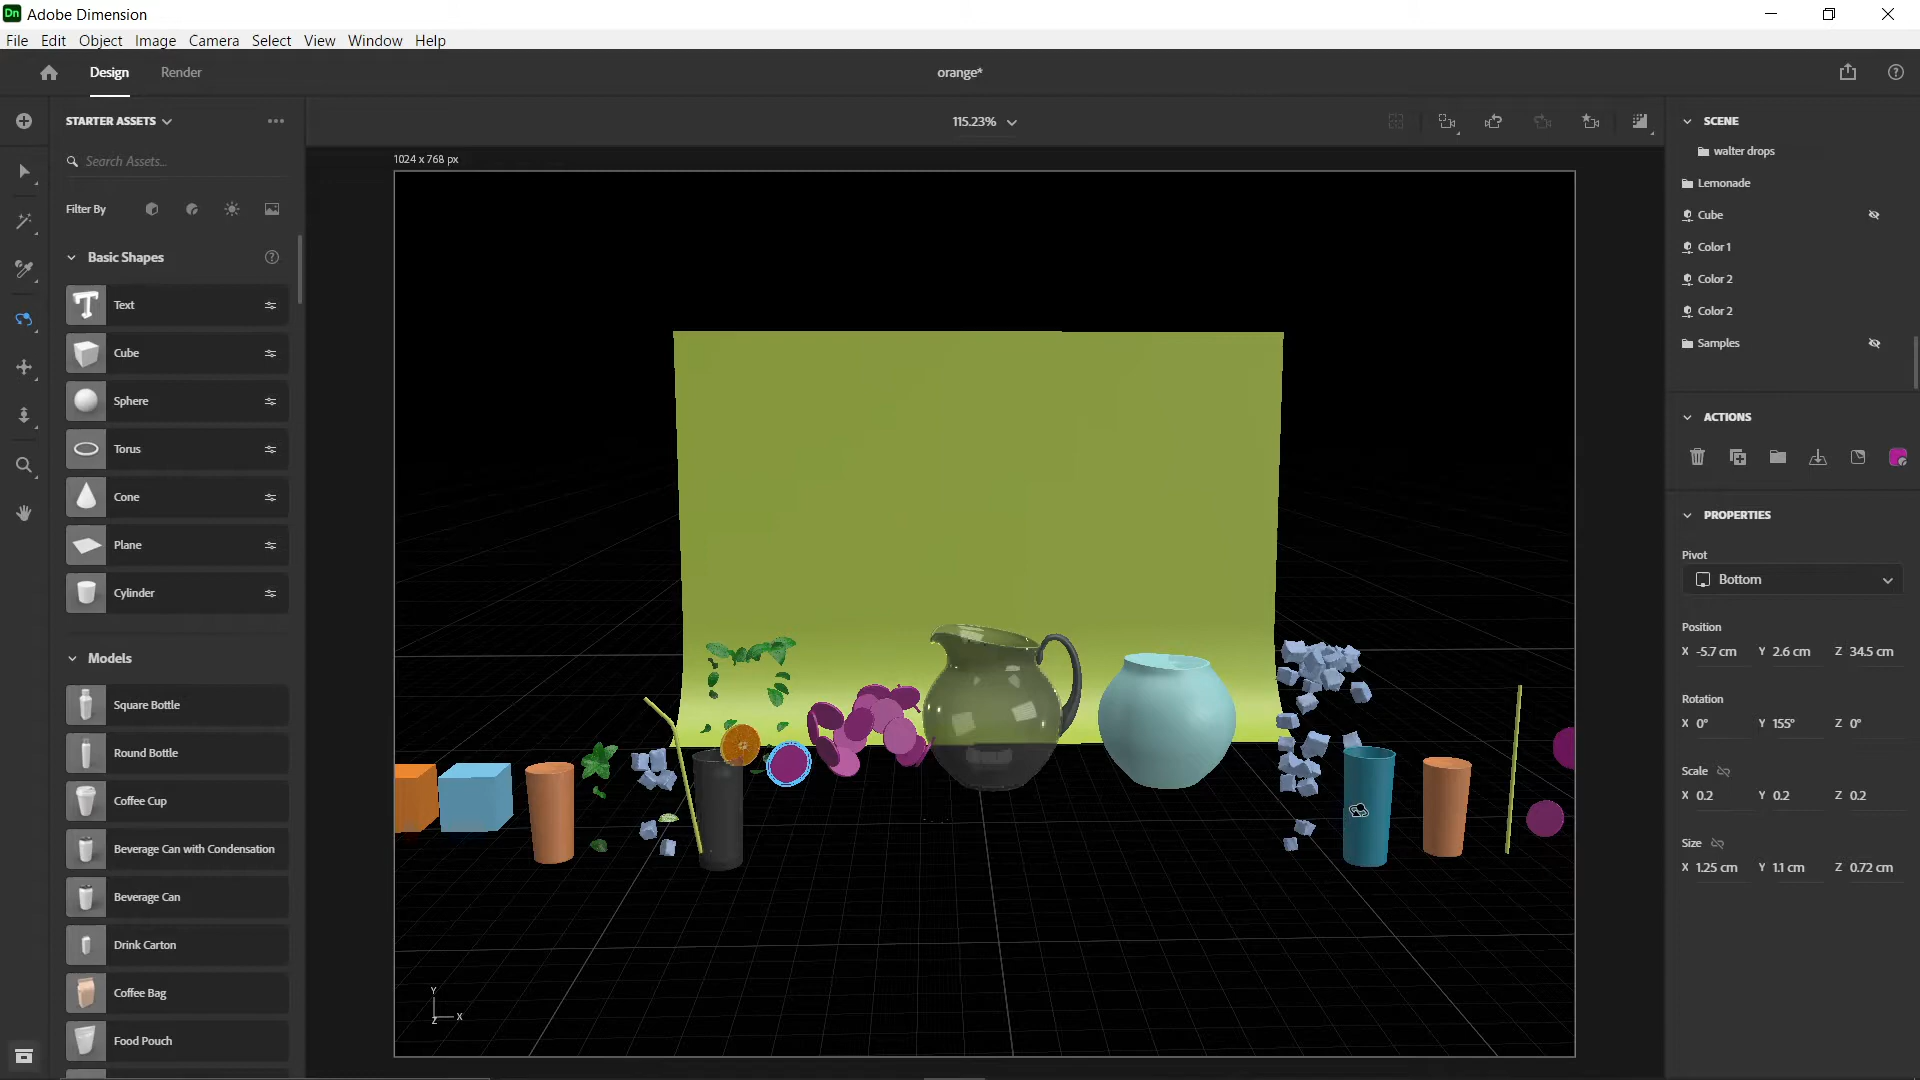 Dn Adobe Dimension
File Edit Object Image Camera Select View Window Help
Design Render orange*
STARTER ASSETS
115.23%
SCENE
Search Assets...
1024 x 768 px
walter drops
Lemonade
Filter By
Cube
Color 1
Basic Shapes
Color 2
Text
Color 2
Cube
Samples
Sphere
ACTIONS
Torus
Cone
PROPERTIES
Plane
Pivot
Bottom
Cylinder
Position
X -5.7 cm Y 2.6 cm Z 34.5 cm
Models
Rotation
Square Bottle
X 0° Y 155° Z 0°
Round Bottle
Scale
X 0.2 Y 0.2 Z 0.2
Coffee Cup
Size
Beverage Can with Condensation
X 1.25 cm Y 1.1 cm Z 0.72 cm
Beverage Can
Drink Carton
Coffee Bag
Y
Z X
Food Pouch